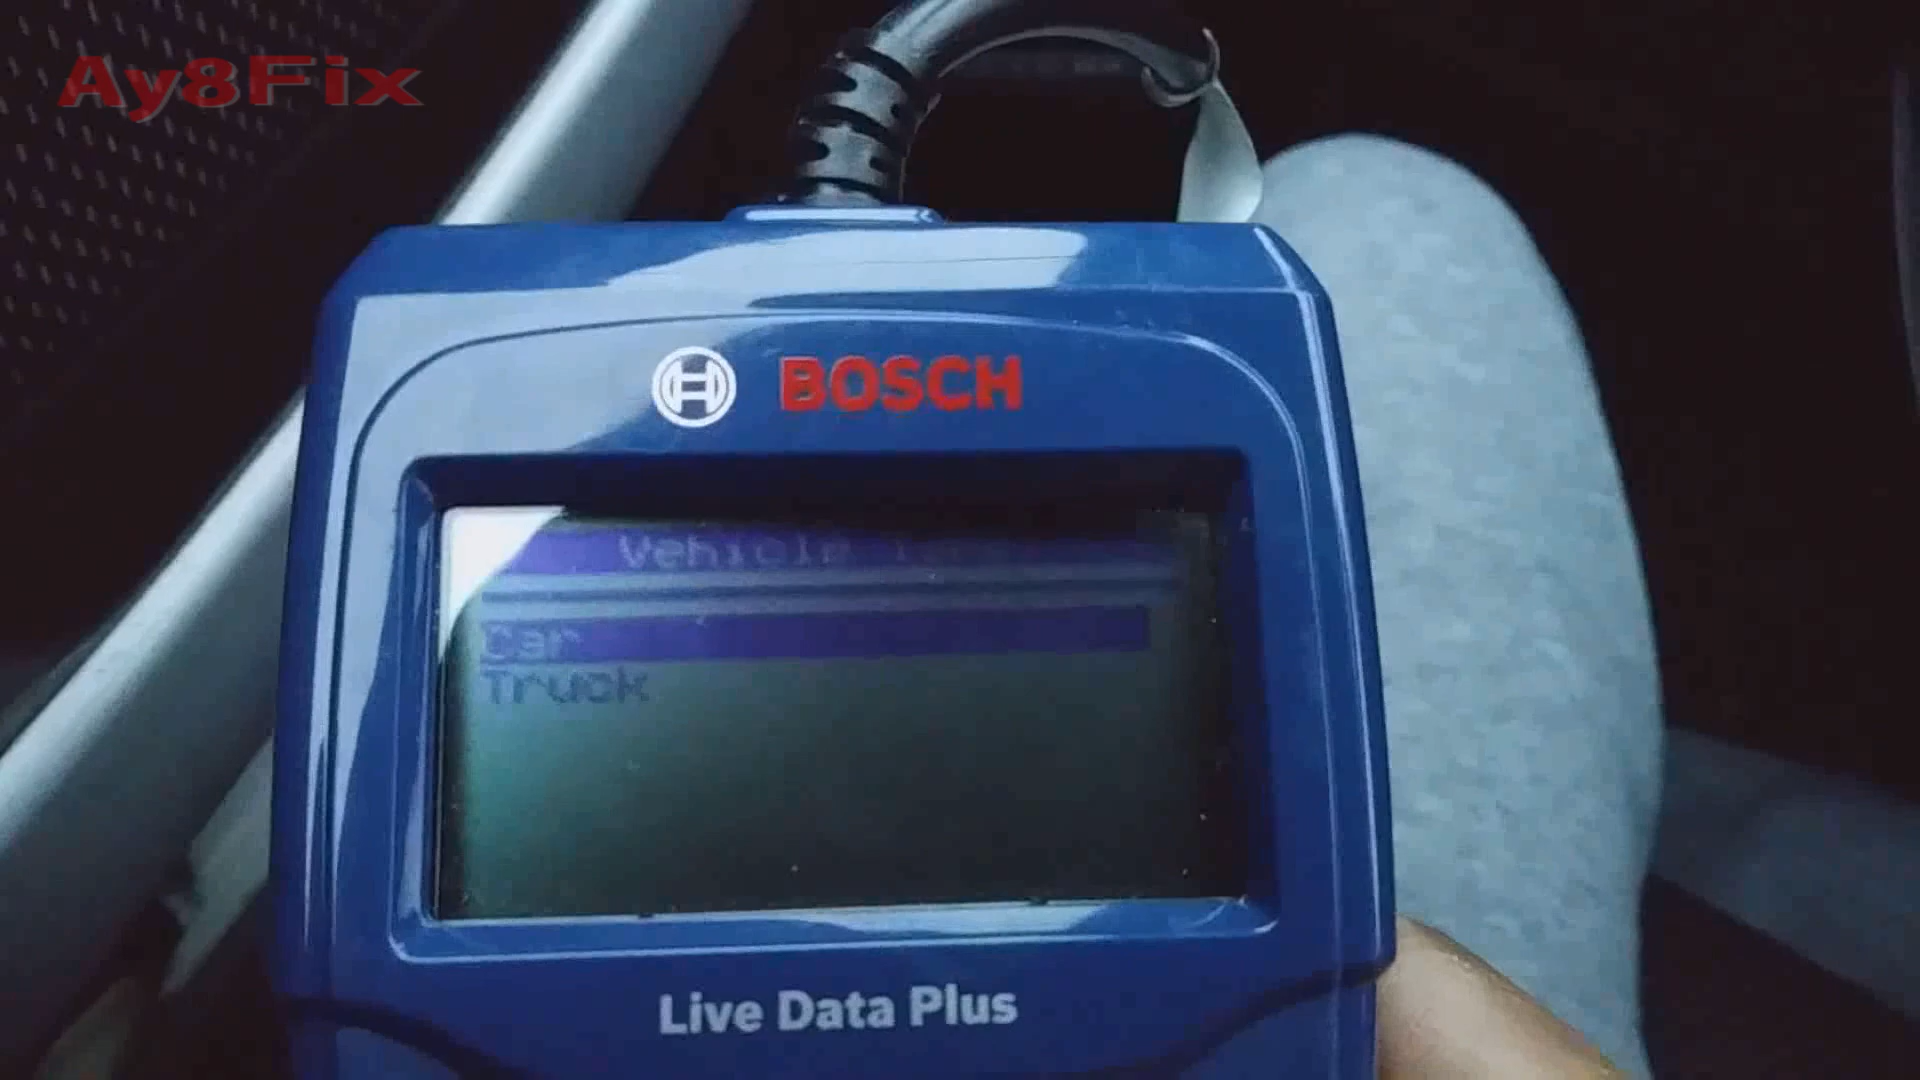 Ay8Fix
BOSCH
Vehicle
Car
Truck
Live Data Plus